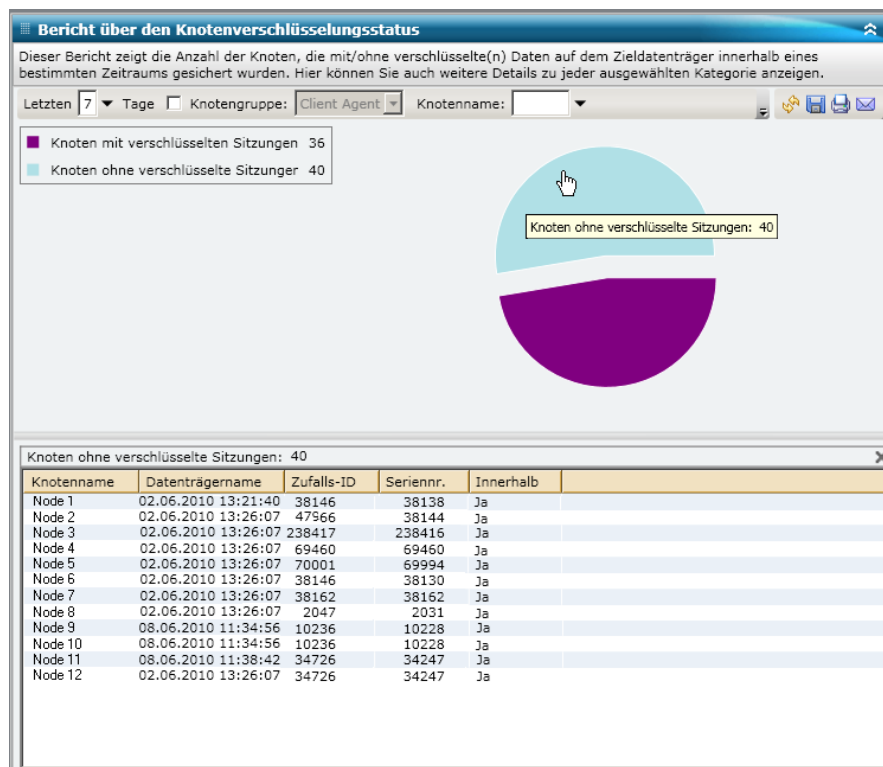 Bericht über den Knotenverschlüsselungsstatus
Dieser Bericht zeigt die Anzahl der Knoten, die mit/ohne verschlüsselte(n) Daten auf dem Zieldatenträger innerhalb eines
bestimmten Zeitraums gesichert wurden. Hier können Sie auch weitere Details zu jeder ausgewählten Kategorie anzeigen.
Letzten 7 Tage Knotengruppe: Client Agent Knotenname:
Knoten mit verschlüsselten Sitzungen 36
Knoten ohne verschlüsselte Sitzunger 40
Knoten ohne verschlüsselte Sitzungen: 40
Knoten ohne verschlüsselte Sitzungen: 40
Knotenname Datenträgername Zufalls-ID Seriennr. Innerhalb
Node 1 02.06.2010 13:21:40 38146 38138 Ja
Node 2 02.06.2010 13:26:07 47966 38144 Ja
Node 3 02.06.2010 13:26:07 238417 238416 Ja
Node 4 02.06.2010 13:26:07 69460 69460 Ja
Node 5 02.06.2010 13:26:07 70001 69994 Ja
Node 6 02.06.2010 13:26:07 38146 38130 Ja
Node 7 02.06.2010 13:26:07 38162 38162 Ja
Node 8 02.06.2010 13:26:07 2047 2031 Ja
Node 9 08.06.2010 11:34:56 10236 10228 Ja
Node 10 08.06.2010 11:34:56 10236 10228 Ja
Node 11 08.06.2010 11:38:42 34726 34247 Ja
Node 12 02.06.2010 13:26:07 34726 34247 Ja